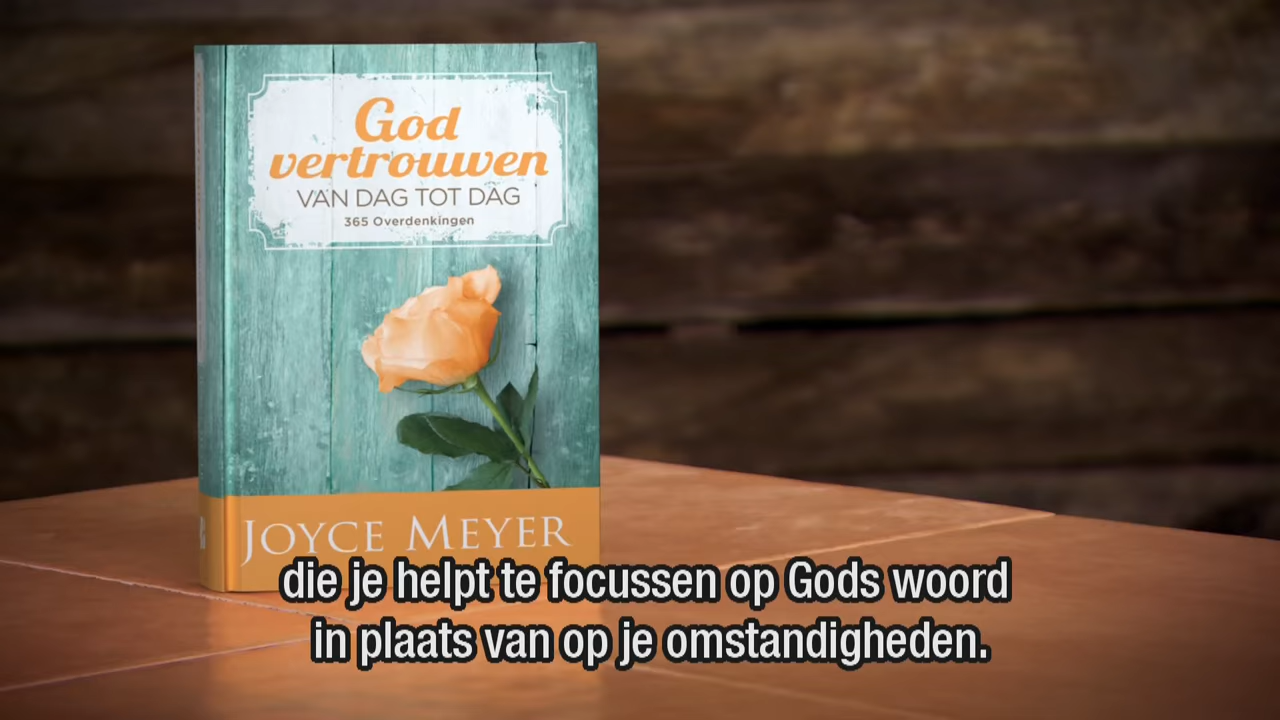 God
vertrouwen
VAN DAG TOT DAG
365 Overdenkingen
JOYCE MEYER
die je helpt te focussen op Gods woord
in plaats van op je omstandigheden.